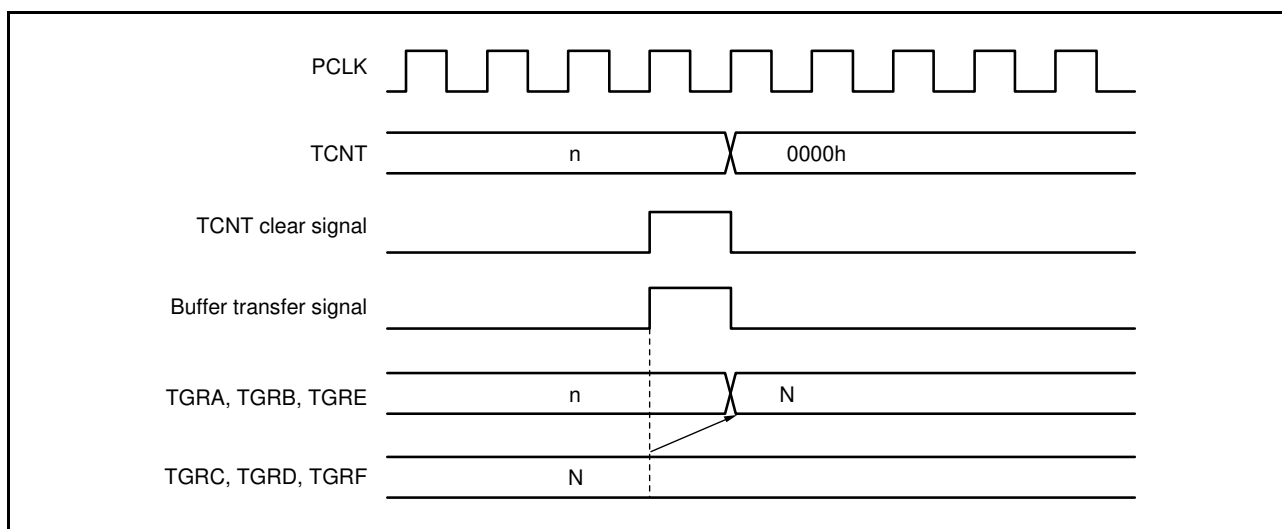 PCLK
TCNT n 0000h
TCNT clear signal
Buffer transfer signal
TGRA, TGRB, TGRE n N
TGRC, TGRD, TGRF N